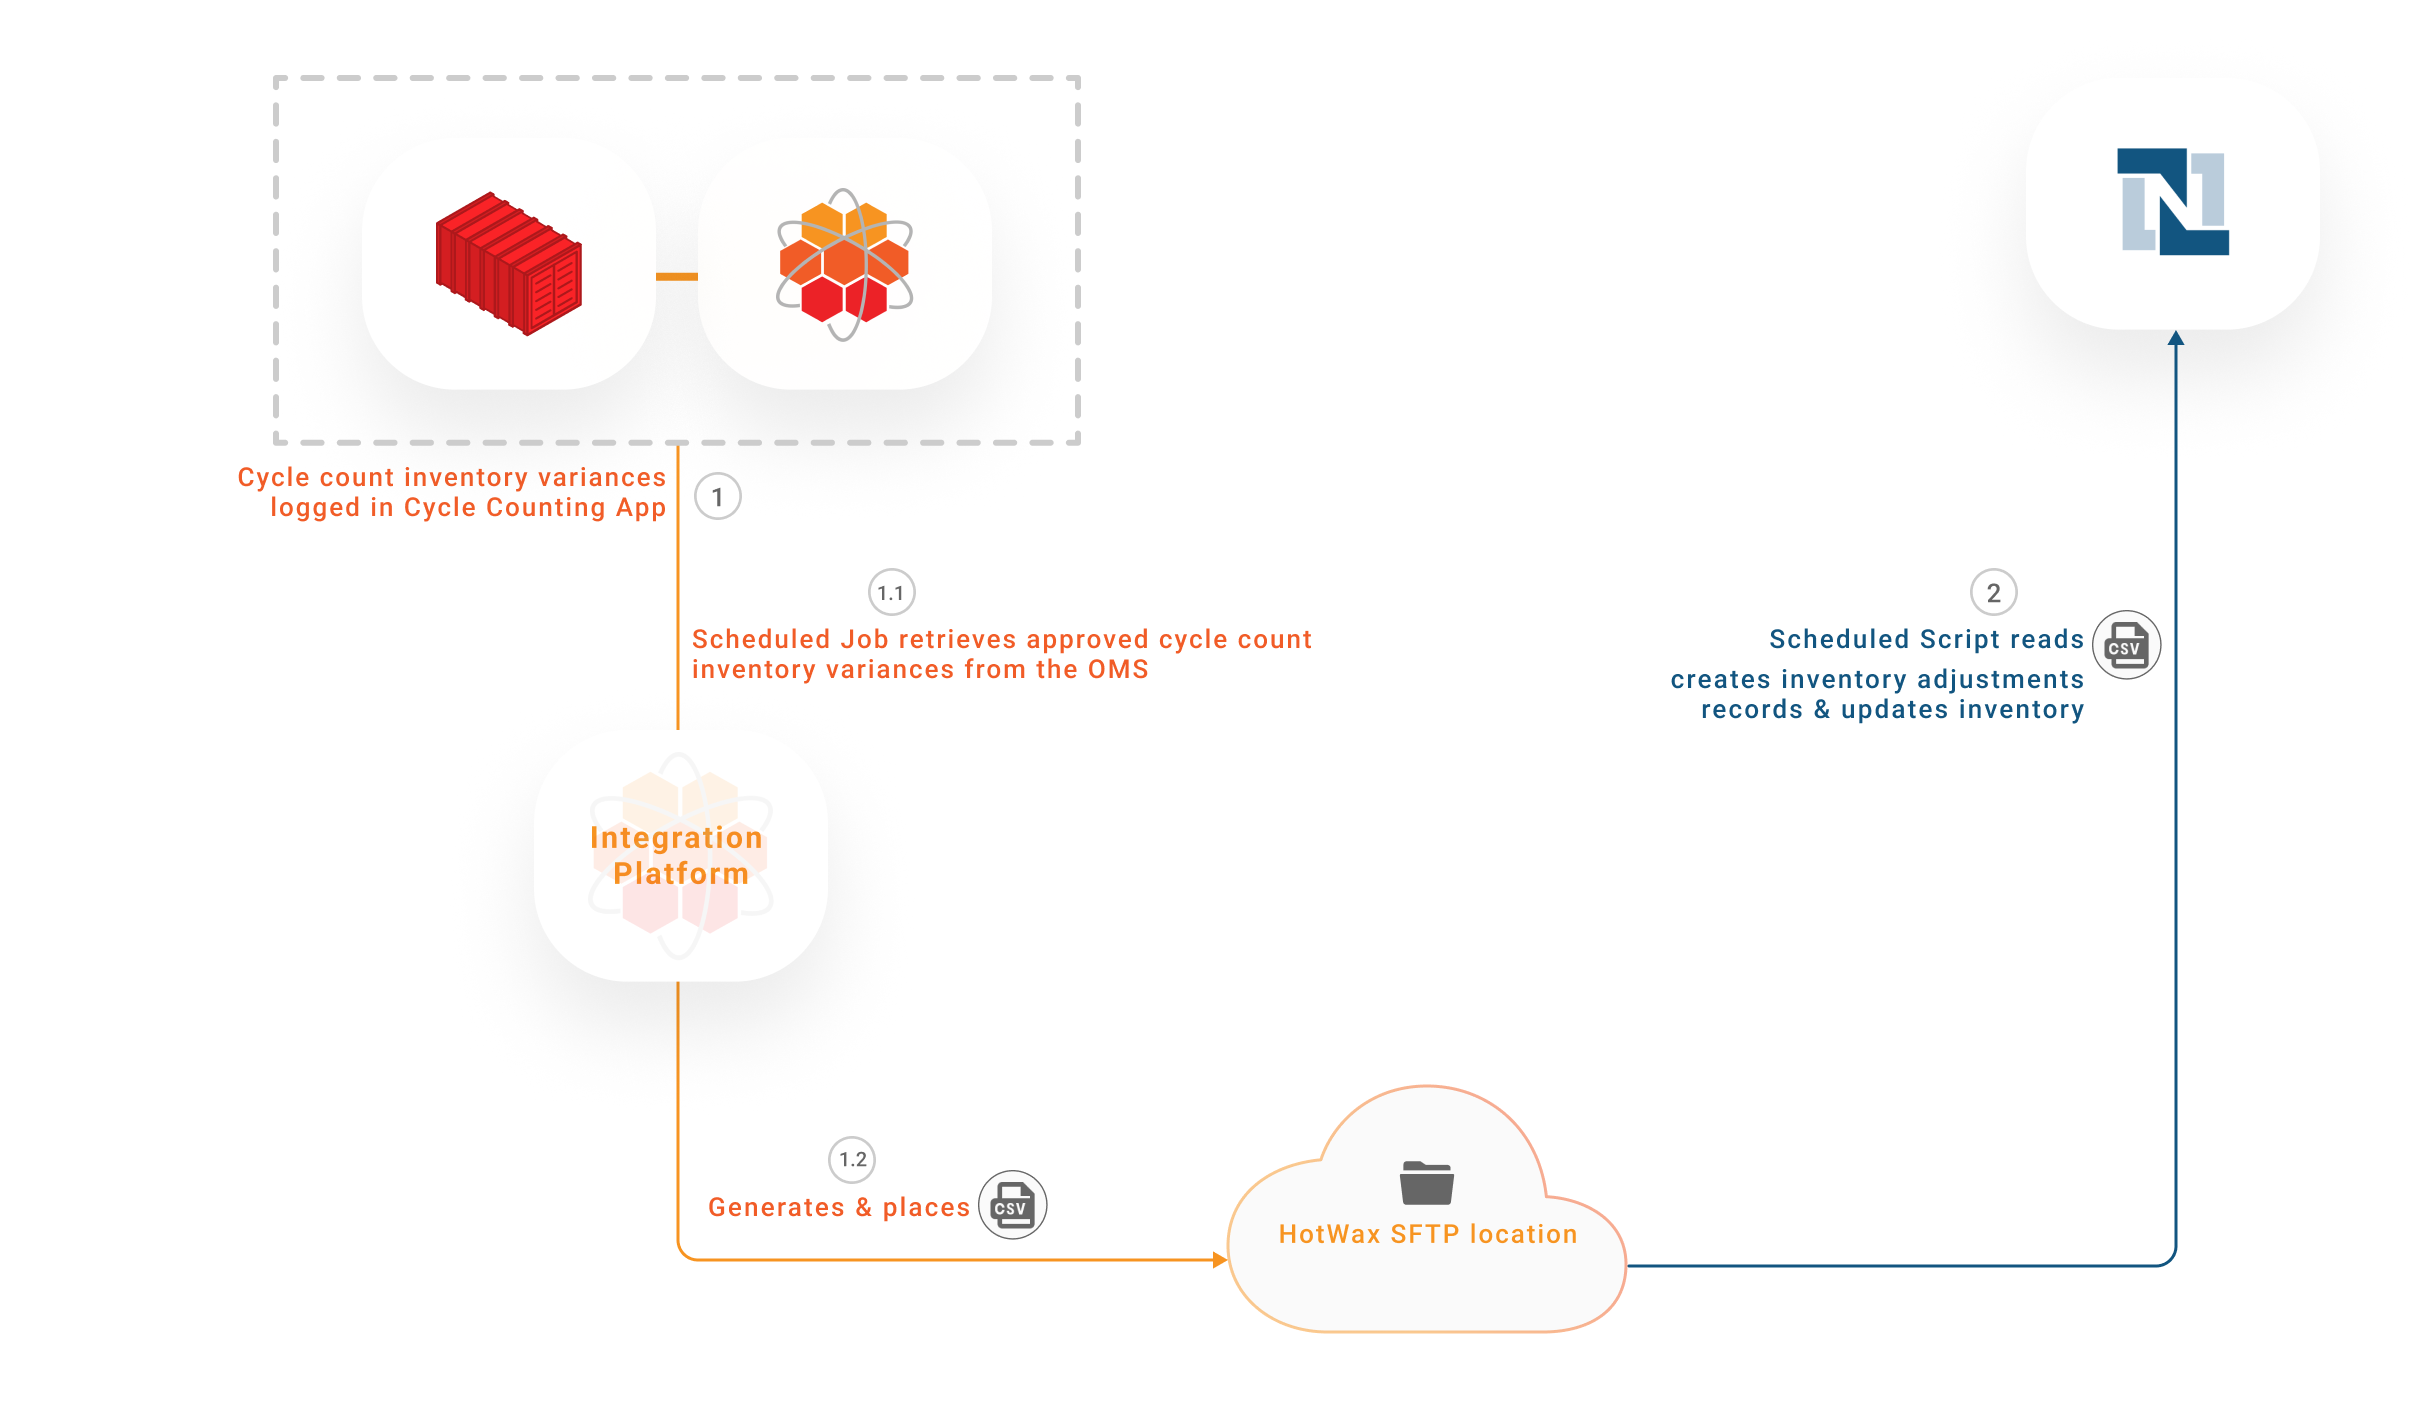 Cycle count inventory variances
logged in Cycle Counting App
1
1.1
Scheduled Job retrieves approved cycle count
inventory variances from the OMS
2
Scheduled Script reads
CSV
creates inventory adjustments
records & updates inventory
Integration
Platform
1.2
Generates & places
CSV
HotWax SFTP location
N